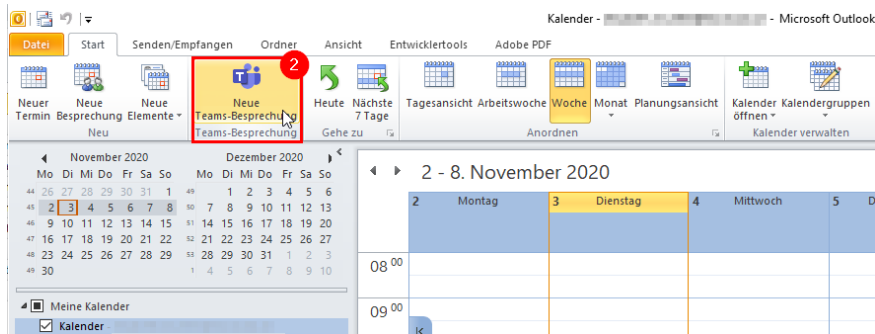 Kalender - - Microsoft Outlook
Datei Start Senden/Empfangen Ordner Ansicht Entwicklertools Adobe PDF
2
Neuer Termin
Neue Besprechung
Neue Elemente
Neu
Neue Teams-Besprechung
Teams-Besprechung
Heute
Nächste 7 Tage
Gehe zu
Tagesansicht Arbeitswoche Woche Monat Planungsansicht
Anordnen
Kalender öffnen
Kalendergruppen
Kalender verwalten
November 2020
Mo Di Mi Do Fr Sa So
44 26 27 28 29 30 31 1
45 2 3 4 5 6 7 8
46 9 10 11 12 13 14 15
47 16 17 18 19 20 21 22
48 23 24 25 26 27 28 29
49 30
Dezember 2020
Mo Di Mi Do Fr Sa So
49 1 2 3 4 5 6
50 7 8 9 10 11 12 13
51 14 15 16 17 18 19 20
52 21 22 23 24 25 26 27
53 28 29 30 31 1 2 3
1 4 5 6 7 8 9 10
Meine Kalender
Kalender -
2 - 8. November 2020
2 Montag 3 Dienstag 4 Mittwoch 5 D
08 00
09 00